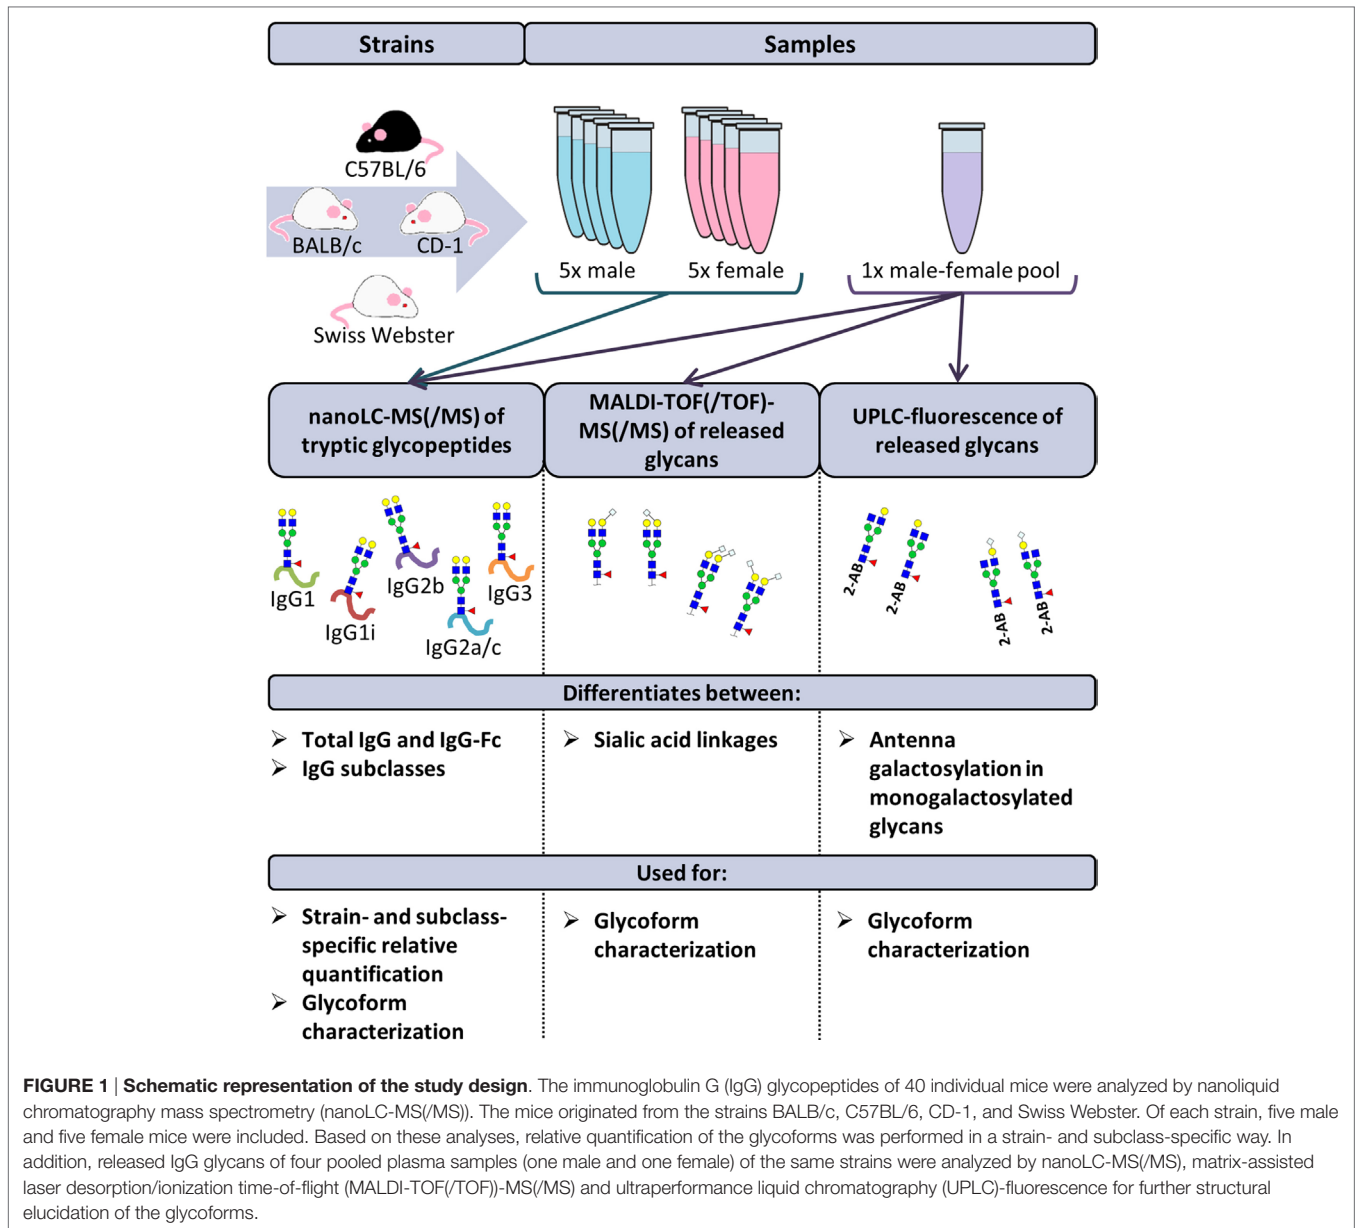 Strains
Samples
C57BL/6
BALB/c
CD-1
Swiss Webster
5x male
5x female
1x male-female pool
nanoLC-MS(/MS) of
tryptic glycopeptides
MALDI-TOF(/TOF)-
MS(/MS) of released
glycans
UPLC-fluorescence of
released glycans
IgG1
IgG1i
IgG2b
IgG2a/c
IgG3
2-AB
2-AB
2-AB
2-AB
Differentiates between:
➢ Total IgG and IgG-Fc
➢ IgG subclasses
➢ Sialic acid linkages
➢ Antenna
galactosylation in
monogalactosylated
glycans
Used for:
➢ Strain- and subclass-
specific relative
quantification
➢ Glycoform
characterization
➢ Glycoform
characterization
➢ Glycoform
characterization
FIGURE 1 | Schematic representation of the study design. The immunoglobulin G (IgG) glycopeptides of 40 individual mice were analyzed by nanoliquid
chromatography mass spectrometry (nanoLC-MS(/MS)). The mice originated from the strains BALB/c, C57BL/6, CD-1, and Swiss Webster. Of each strain, five male
and five female mice were included. Based on these analyses, relative quantification of the glycoforms was performed in a strain- and subclass-specific way. In
addition, released IgG glycans of four pooled plasma samples (one male and one female) of the same strains were analyzed by nanoLC-MS(/MS), matrix-assisted
laser desorption/ionization time-of-flight (MALDI-TOF(/TOF))-MS(/MS) and ultraperformance liquid chromatography (UPLC)-fluorescence for further structural
elucidation of the glycoforms.